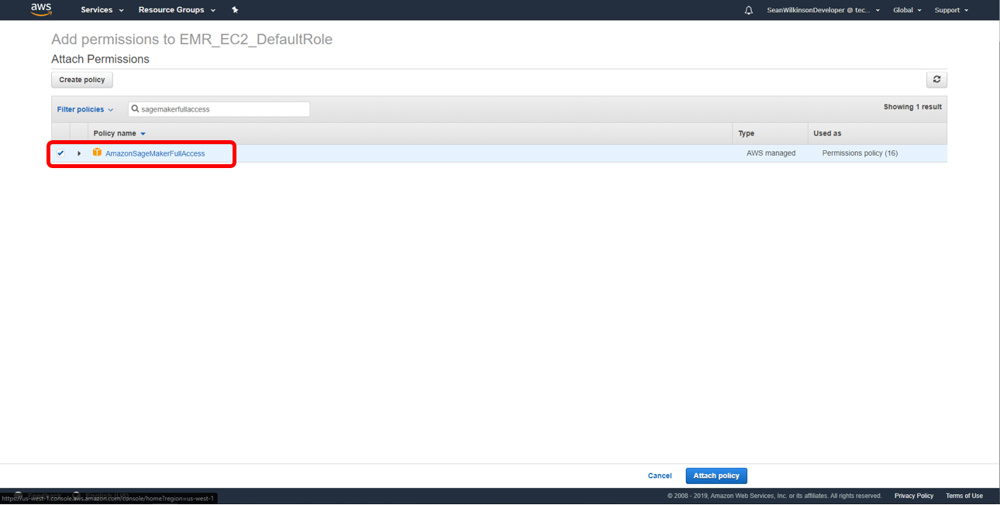 aws Services Resource Groups SeanWilkinsonDeveloper @ tec... Global Support
Add permissions to EMR_EC2_DefaultRole
Attach Permissions
Create policy
Filter policies sagemakerfullaccess Showing 1 result
Policy name Type Used as
AmazonSageMakerFullAccess AWS managed Permissions policy (16)
Cancel Attach policy
Feedback English (US) © 2008 - 2019, Amazon Web Services, Inc. or its affiliates. All rights reserved. Privacy Policy Terms of Use
https://us-west-1.console.aws.amazon.com/console/home?region=us-west-1